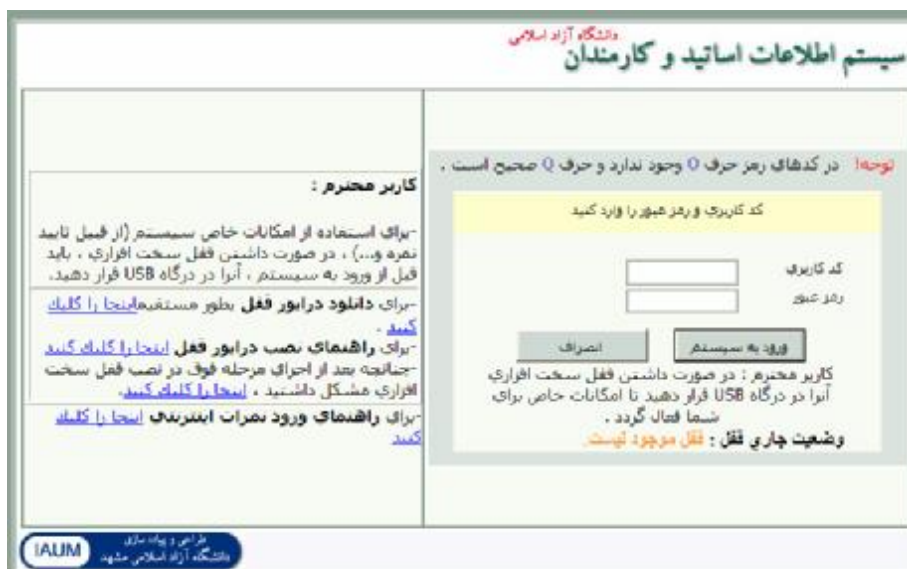 دانشگاه آزاد اسلامی
سیستم اطلاعات اساتید و کارمندان
توجه! در کدهای رمز حرف O وجود ندارد و حرف Q صحیح است .
کد کاربری و رمز عبور را وارد کنید
کد کاربری
رمز عبور
ورود به سیستم
انصراف
کاربر محترم : در صورت داشتن قفل سخت افزاری
آنرا در درگاه USB قرار دهید تا امکانات خاص برای
شما فعال گردد .
وضعیت جاری قفل : قفل موجود نیست.
کاربر محترم :
-برای استفاده از امکانات خاص سیستم (از قبیل تایید
نمره و...) ، در صورت داشتن قفل سخت افزاری ، باید
قبل از ورود به سیستم ، آنرا در درگاه USB قرار دهید.
-برای دانلود درایور قفل بطور مستقیماینجا را کلیک
کنید .
-برای راهنمای نصب درایور قفل اینجا را کلیک کنید
-چنانچه بعد از اجرای مرحله فوق در نصب قفل سخت
افزاری مشکل داشتید ، اینجا را کلیک کنید.
-برای راهنمای ورود نمرات اینترنتی اینجا را کلیک
کنید
طراحی و پیاده سازی
دانشگاه آزاد اسلامی مشهد
IAUM